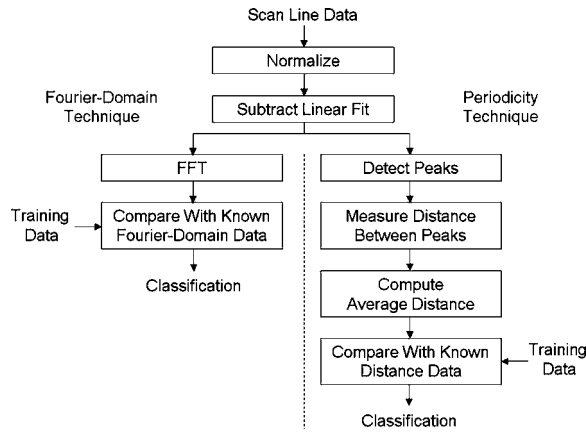 Scan Line Data
Normalize
Fourier-Domain
Technique
Subtract Linear Fit
Periodicity
Technique
FFT
Training
Data
Compare With Known
Fourier-Domain Data
Classification
Detect Peaks
Measure Distance
Between Peaks
Compute
Average Distance
Compare With Known
Distance Data
Training
Data
Classification